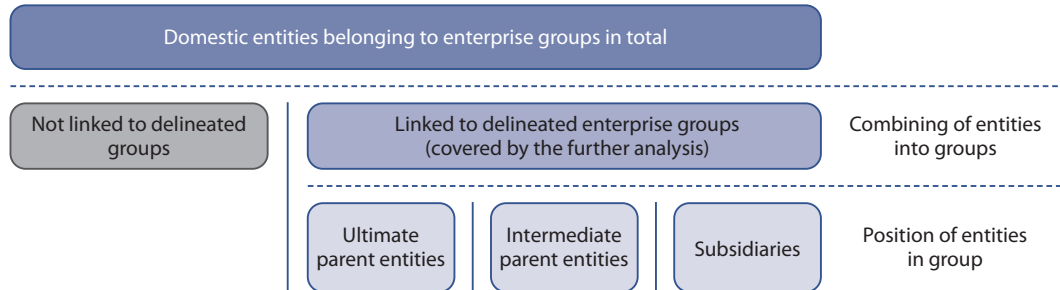 Domestic entities belonging to enterprise groups in total
Not linked to delineated
groups
Linked to delineated enterprise groups
(covered by the further analysis)
Combining of entities
into groups
Ultimate
parent entities
Intermediate
parent entities
Subsidiaries
Position of entities
in group